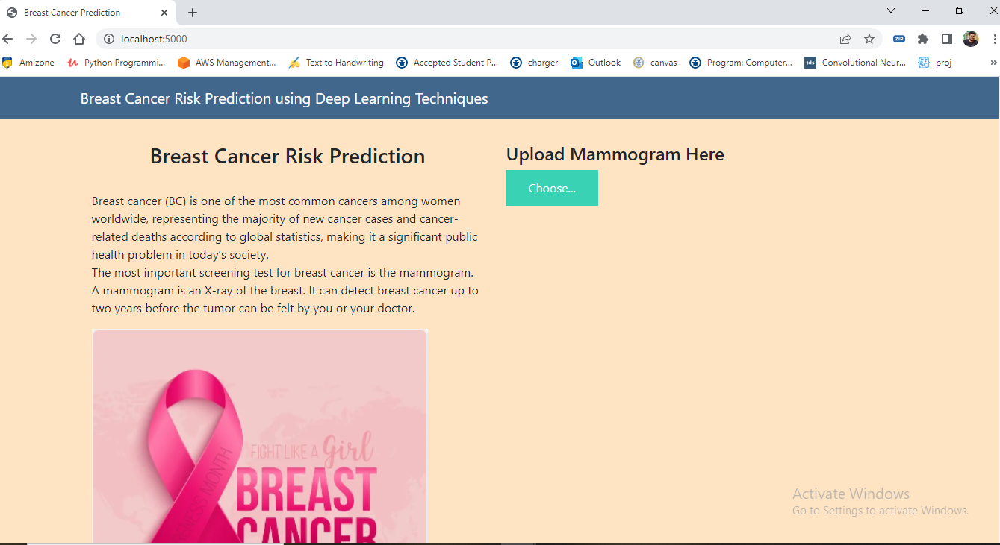 Breast Cancer Prediction
localhost:5000
ZIP
Amizone
Python Programmi...
AWS Management...
Text to Handwriting
Accepted Student P...
charger
Outlook
canvas
Program: Computer...
tds
Convolutional Neur...
proj
»
Breast Cancer Risk Prediction using Deep Learning Techniques
Breast Cancer Risk Prediction
Breast cancer (BC) is one of the most common cancers among women
worldwide, representing the majority of new cancer cases and cancer-
related deaths according to global statistics, making it a significant public
health problem in today’s society.
The most important screening test for breast cancer is the mammogram.
A mammogram is an X-ray of the breast. It can detect breast cancer up to
two years before the tumor can be felt by you or your doctor.
FIGHT LIKE A Girl
BREAST
CANCER
MONTH
Upload Mammogram Here
Choose...
Activate Windows
Go to Settings to activate Windows.